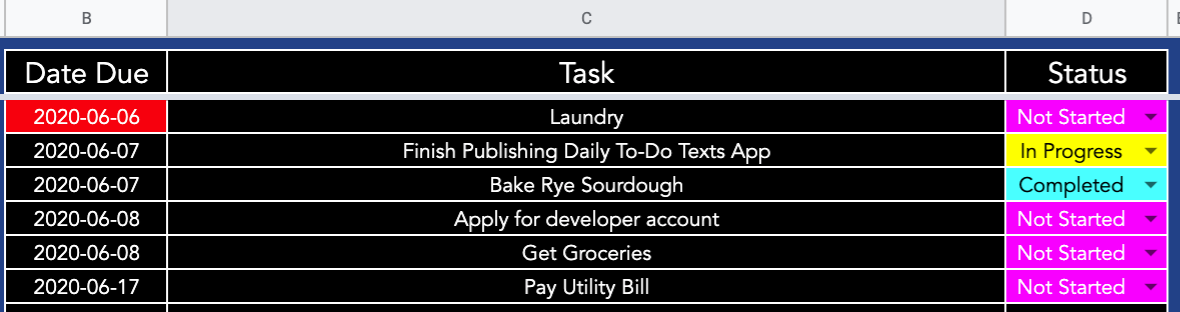 B C D
Date Due Task Status
2020-06-06 Laundry Not Started
2020-06-07 Finish Publishing Daily To-Do Texts App In Progress
2020-06-07 Bake Rye Sourdough Completed
2020-06-08 Apply for developer account Not Started
2020-06-08 Get Groceries Not Started
2020-06-17 Pay Utility Bill Not Started